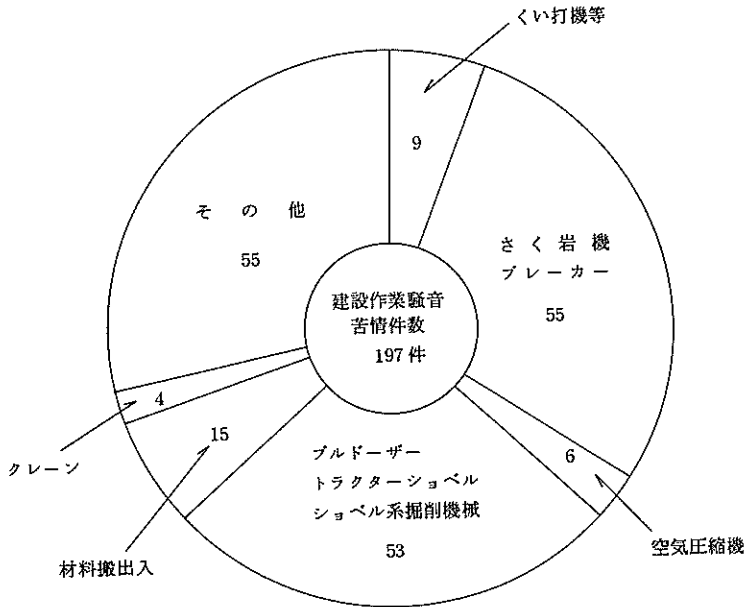 くい打機等
9
さく岩機
ブレーカー
55
6
空気圧縮機
ブルドーザー
トラクターショベル
ショベル系掘削機械
53
15
材料搬出入
4
クレーン
その他
55
建設作業騒音
苦情件数
197件